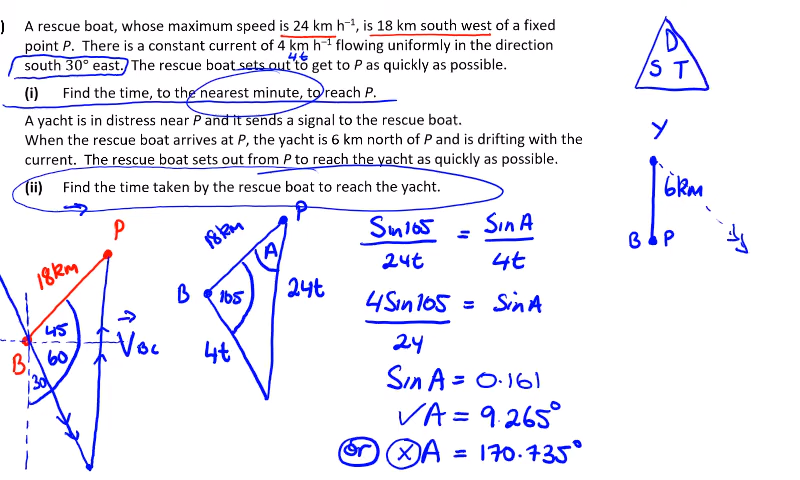 ) A rescue boat, whose maximum speed is 24 km h⁻¹, is 18 km south west of a fixed
point P. There is a constant current of 4 km h⁻¹ flowing uniformly in the direction
4t
south 30° east. The rescue boat sets out to get to P as quickly as possible.
(i) Find the time, to the nearest minute, to reach P.
A yacht is in distress near P and it sends a signal to the rescue boat.
When the rescue boat arrives at P, the yacht is 6 km north of P and is drifting with the
current. The rescue boat sets out from P to reach the yacht as quickly as possible.
(ii) Find the time taken by the rescue boat to reach the yacht.
D
S T
Y
6km
B P
P
18km
45
60
30
B
V BC
P
18km
A
B
105
24t
4t
Sin105 = SinA
24t 4t
4Sin105 = SinA
24
SinA = 0.161
✓A = 9.265°
or xA = 170.735°